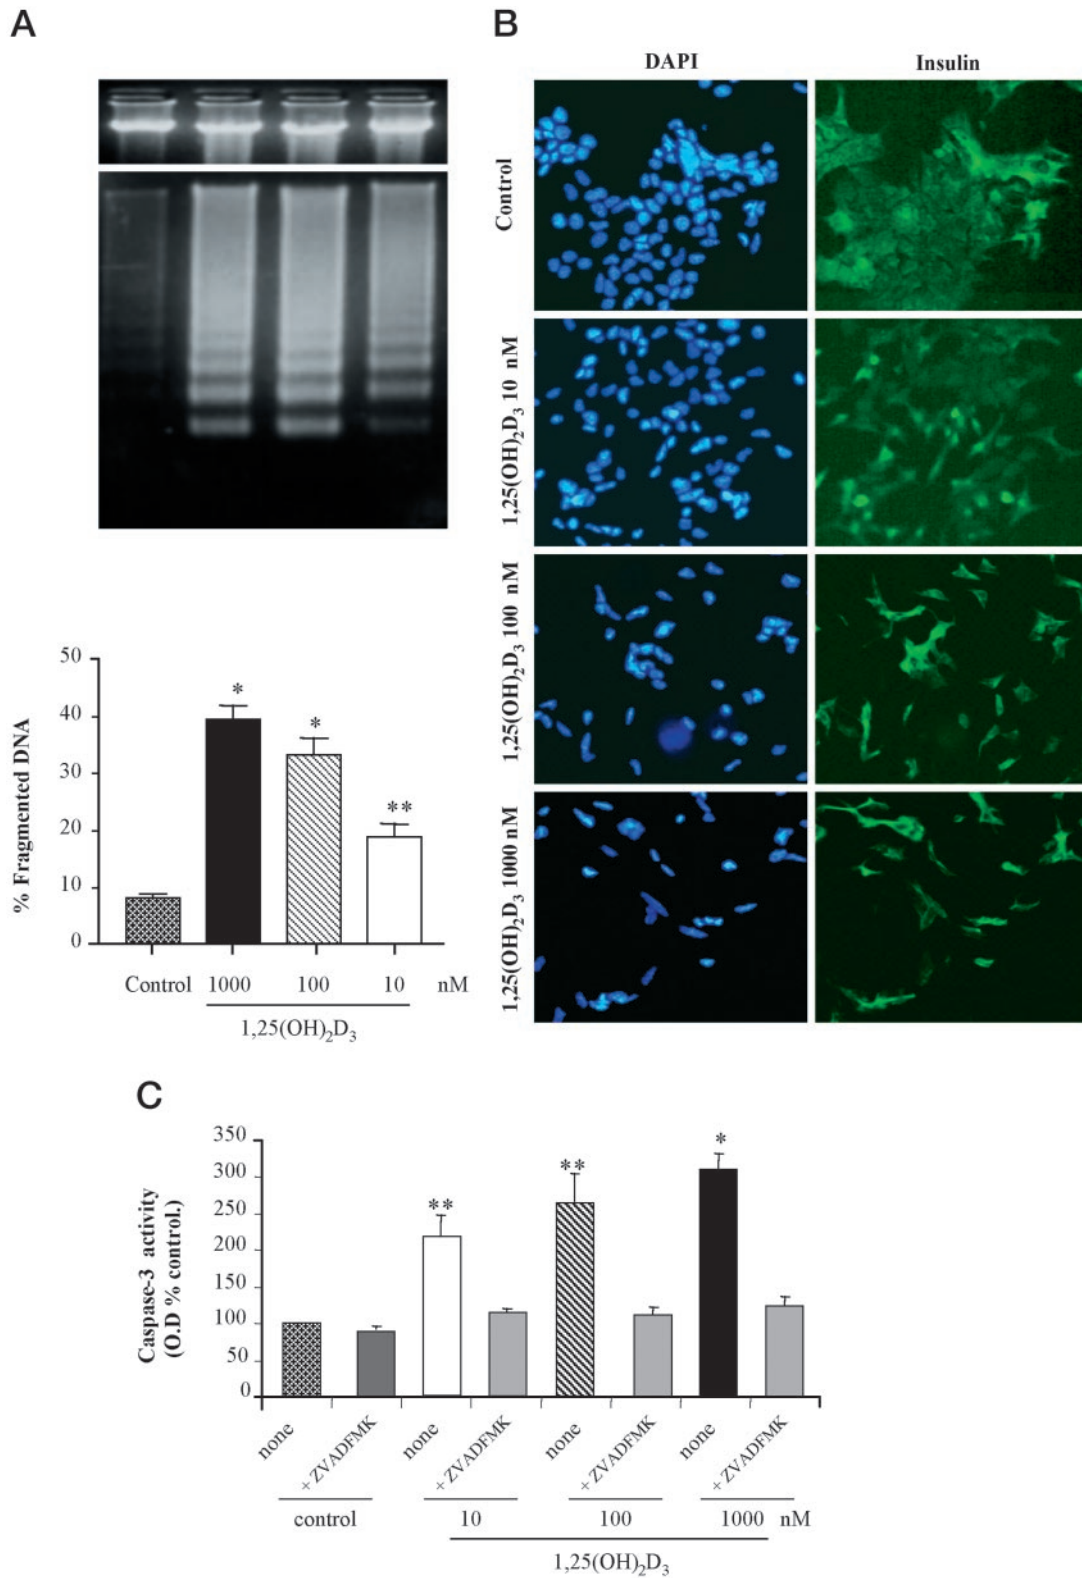 A
B
DAPI
Insulin
Control
1,25(OH)₂D₃ 10 nM
1,25(OH)₂D₃ 100 nM
1,25(OH)₂D₃ 1000 nM
% Fragmented DNA
50
40
30
20
10
0
*
*
**
Control
1000
100
10
nM
1,25(OH)₂D₃
C
Caspase-3 activity
(O.D % control.)
350
300
250
200
150
100
50
0
**
**
*
none
+ ZVADFMK
none
+ ZVADFMK
none
+ ZVADFMK
none
+ ZVADFMK
control
10
100
1000
nM
1,25(OH)₂D₃